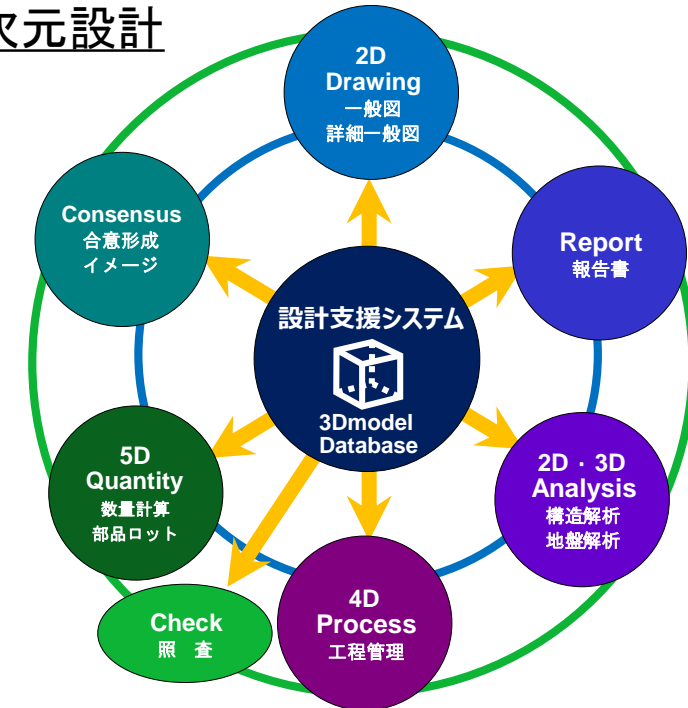 次元設計
2D
Drawing
一般図
詳細一般図
Consensus
合意形成
イメージ
Report
報告書
設計支援システム
3Dmodel
Database
5D
Quantity
数量計算
部品ロット
2D・3D
Analysis
構造解析
地盤解析
Check
照　査
4D
Process
工程管理